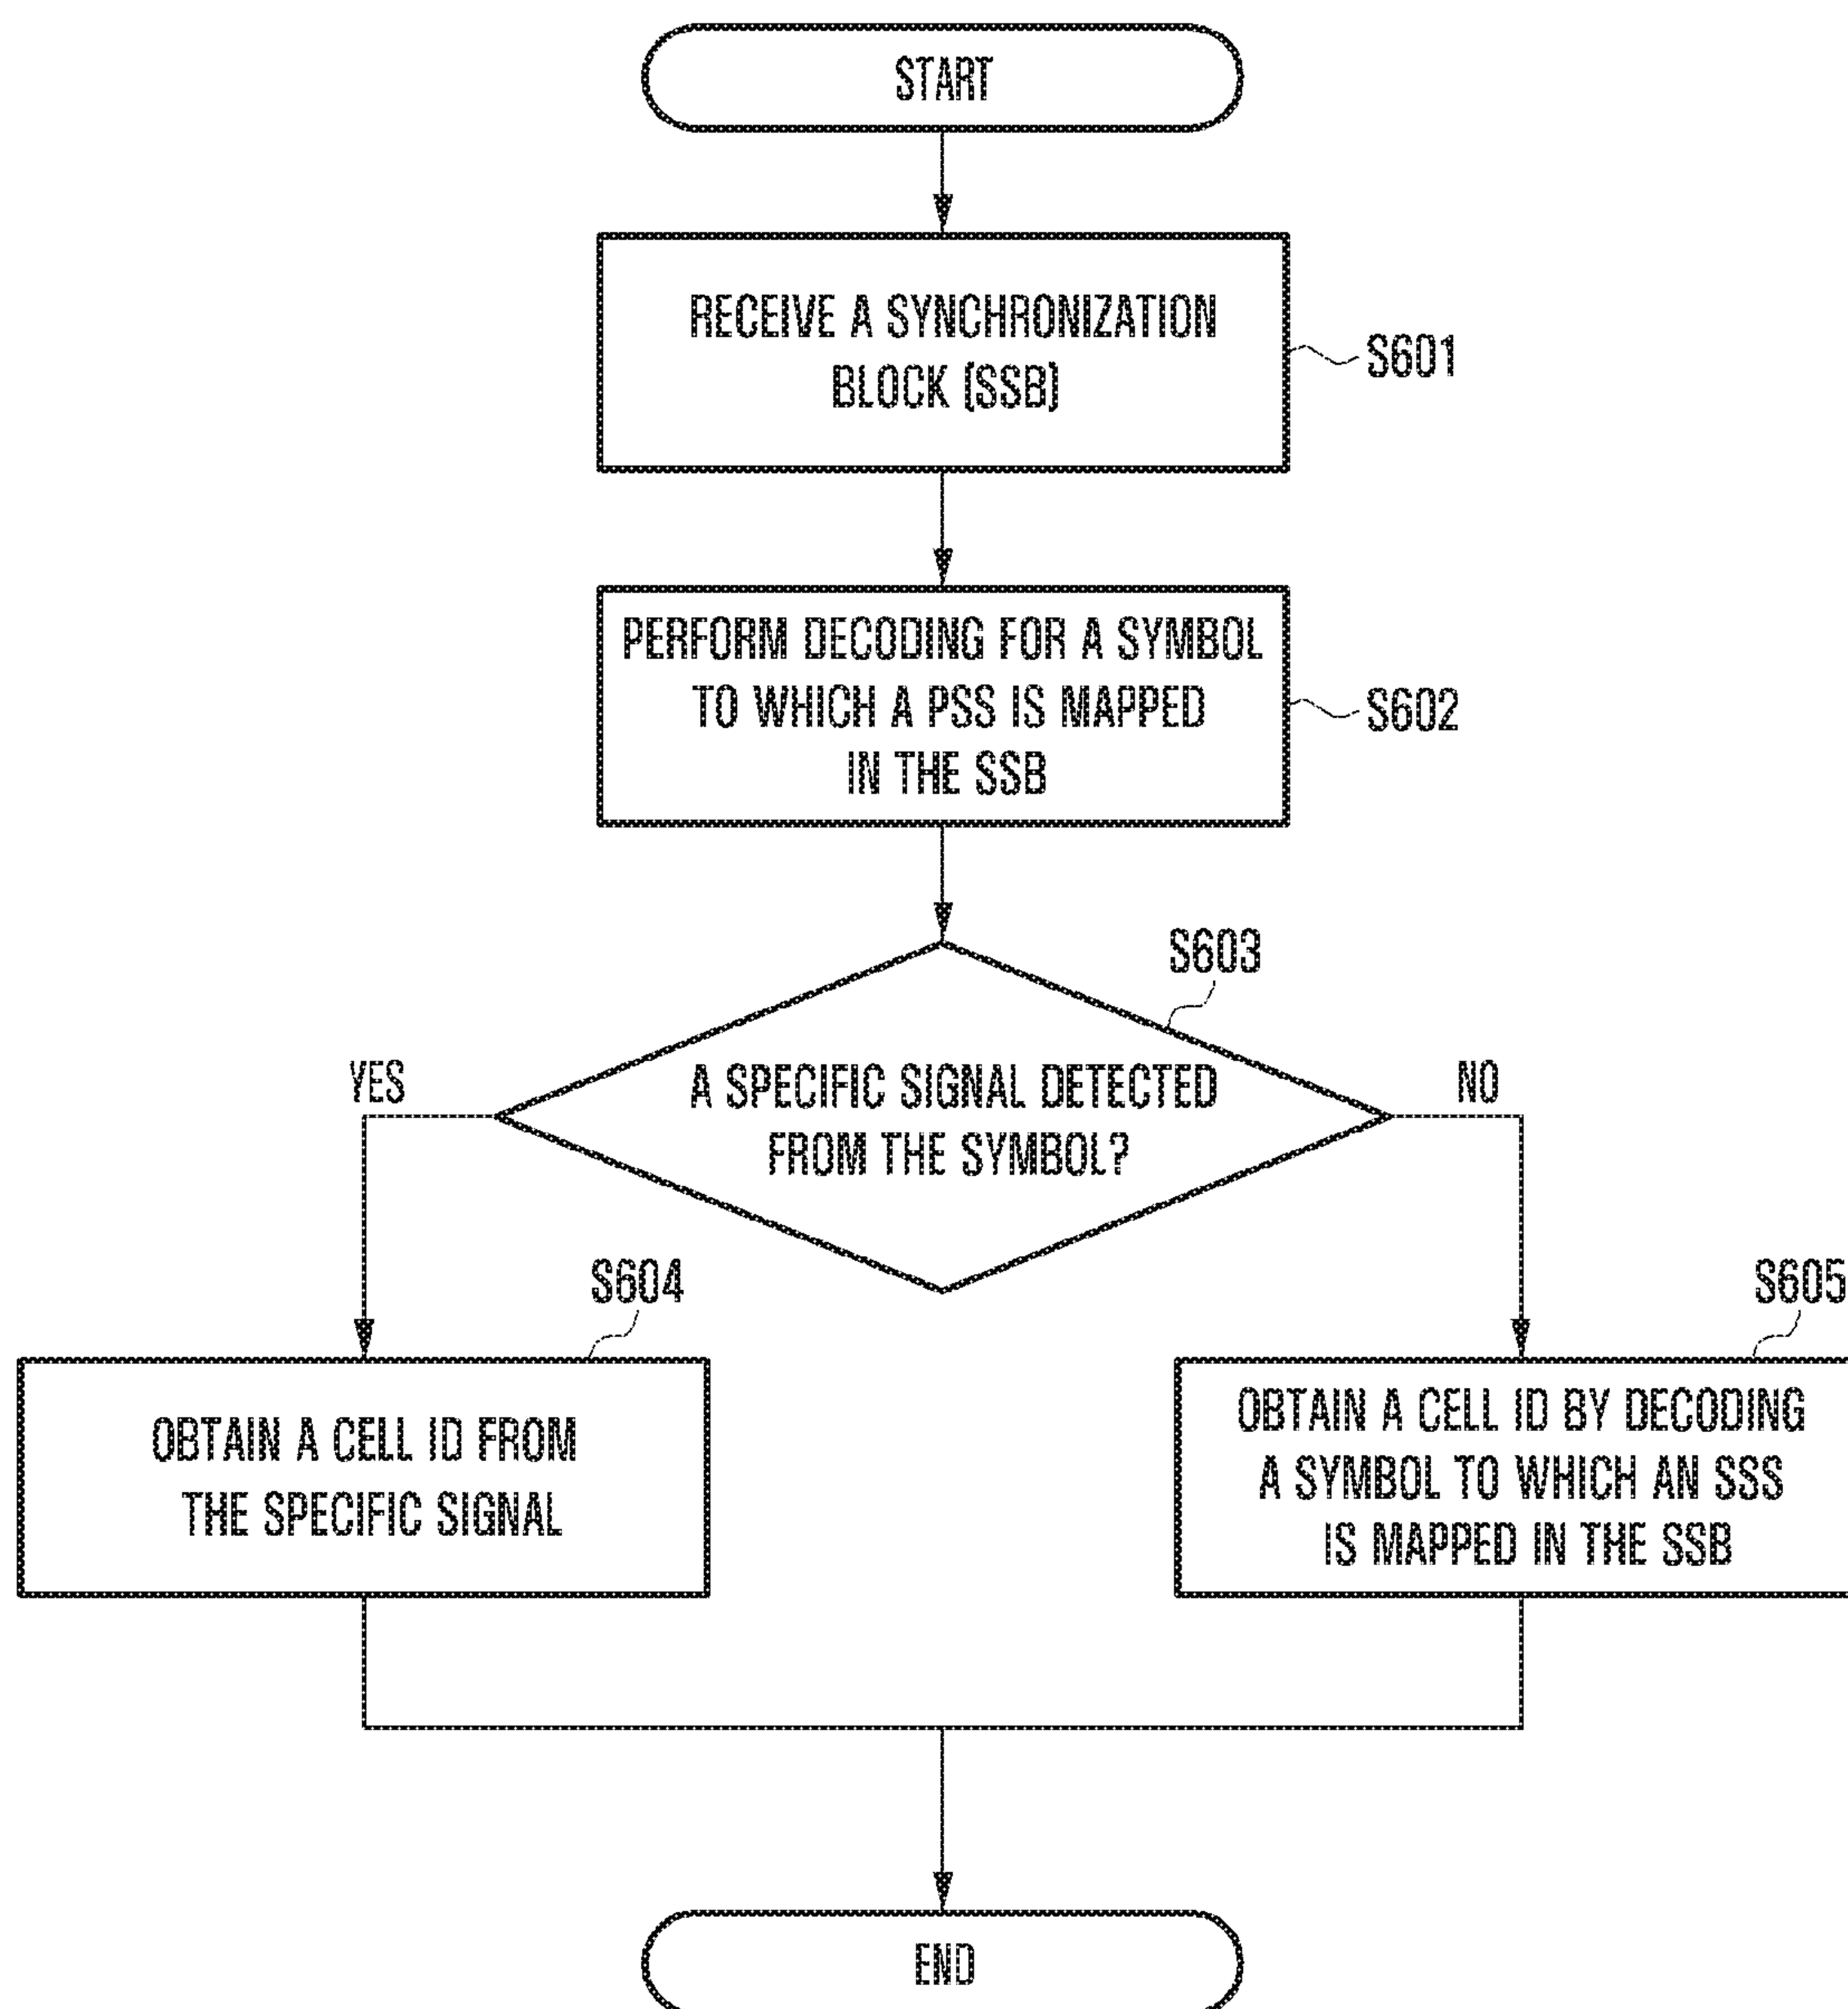 START
RECEIVE A SYNCHRONIZATION
BLOCK (SSB)
S601
PERFORM DECODING FOR A SYMBOL
TO WHICH A PSS IS MAPPED
IN THE SSB
S602
S603
A SPECIFIC SIGNAL DETECTED
FROM THE SYMBOL?
YES
NO
S604
OBTAIN A CELL ID FROM
THE SPECIFIC SIGNAL
S605
OBTAIN A CELL ID BY DECODING
A SYMBOL TO WHICH AN SSS
IS MAPPED IN THE SSB
END